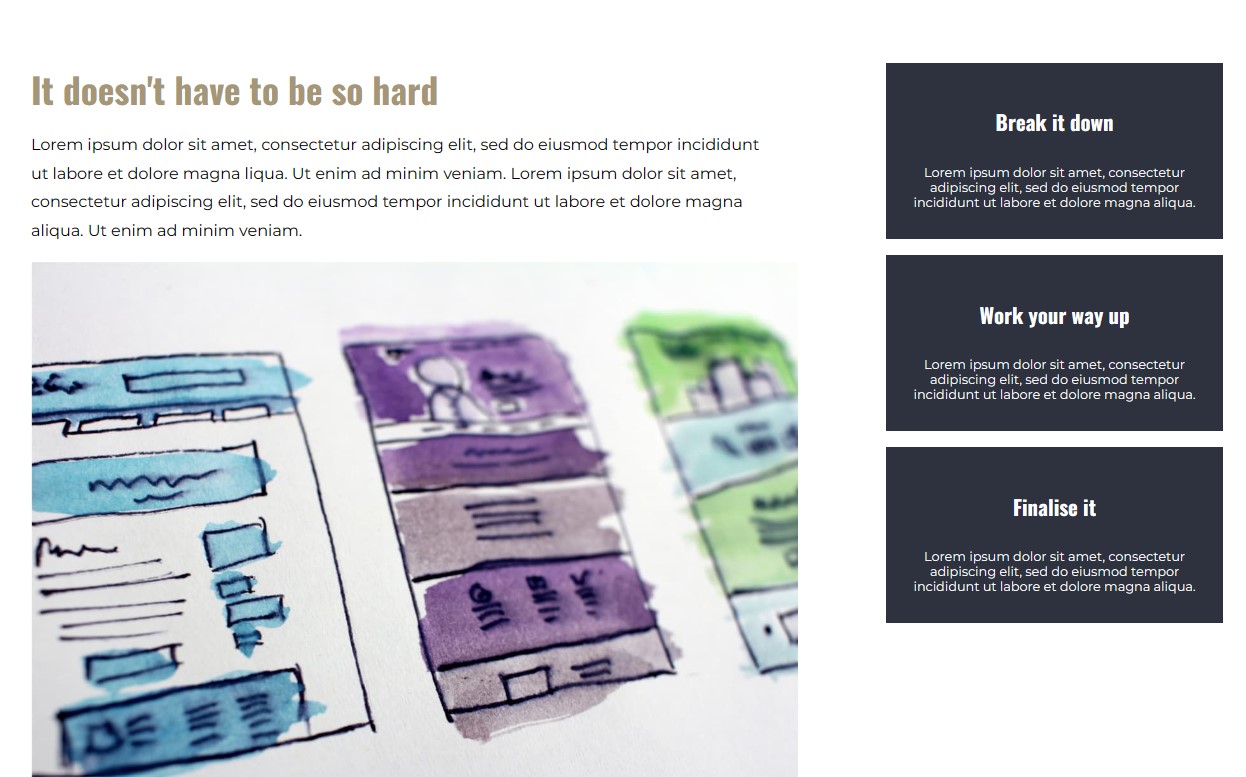 It doesn't have to be so hard
Lorem ipsum dolor sit amet, consectetur adipiscing elit, sed do eiusmod tempor incididunt
ut labore et dolore magna liqua. Ut enim ad minim veniam. Lorem ipsum dolor sit amet,
consectetur adipiscing elit, sed do eiusmod tempor incididunt ut labore et dolore magna
aliqua. Ut enim ad minim veniam.
Break it down
Lorem ipsum dolor sit amet, consectetur
adipiscing elit, sed do eiusmod tempor
incididunt ut labore et dolore magna aliqua.
Work your way up
Lorem ipsum dolor sit amet, consectetur
adipiscing elit, sed do eiusmod tempor
incididunt ut labore et dolore magna aliqua.
Finalise it
Lorem ipsum dolor sit amet, consectetur
adipiscing elit, sed do eiusmod tempor
incididunt ut labore et dolore magna aliqua.